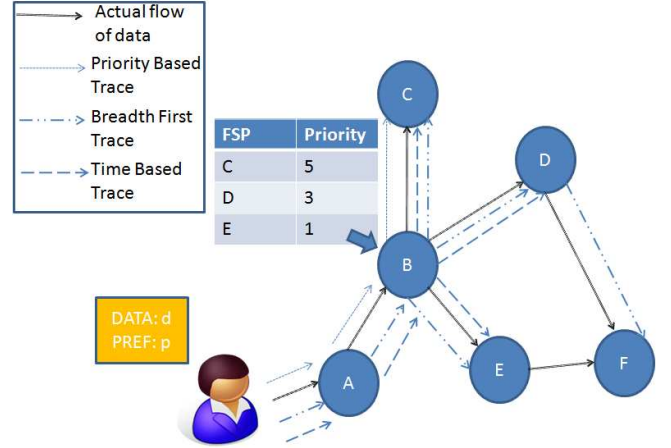 Actual flow
of data
Priority Based
Trace
Breadth First
Trace
Time Based
Trace
FSP Priority
C 5
D 3
E 1
C
D
B
DATA: d
PREF: p
A
E
F